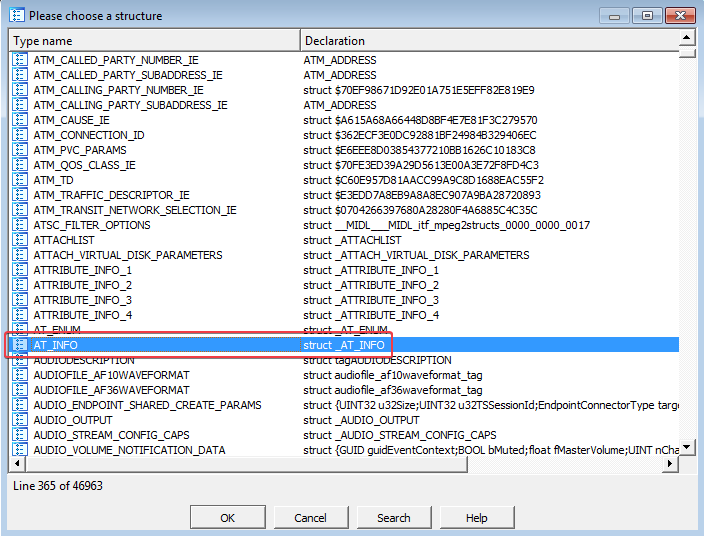 Please choose a structure
Type name Declaration
ATM_CALLED_PARTY_NUMBER_IE ATM_ADDRESS
ATM_CALLED_PARTY_SUBADDRESS_IE ATM_ADDRESS
ATM_CALLING_PARTY_NUMBER_IE struct $70EF98671D92E01A751E5EFF82E819E9
ATM_CALLING_PARTY_SUBADDRESS_IE ATM_ADDRESS
ATM_CAUSE_IE struct $A615A68A66448D8BF4E7E81F3C279570
ATM_CONNECTION_ID struct $362ECF3E0DC92881BF24984B329406EC
ATM_PVC_PARAMS struct $E6EEE8D03854377210BB1626C10183C8
ATM_QOS_CLASS_IE struct $70FE3ED39A29D5613E00A3E72F8FD4C3
ATM_TD struct $C60E957D81AACC99A9C8D1688EAC55F2
ATM_TRAFFIC_DESCRIPTOR_IE struct $E3EDD7A8EB9A8A8EC907A9BA28720893
ATM_TRANSIT_NETWORK_SELECTION_IE struct $0704266397680A28280F4A6885C4C35C
ATSC_FILTER_OPTIONS struct __MIDL___MIDL_itf_mpeg2structs_0000_0000_0017
ATTACHLIST struct _ATTACHLIST
ATTACH_VIRTUAL_DISK_PARAMETERS struct _ATTACH_VIRTUAL_DISK_PARAMETERS
ATTRIBUTE_INFO_1 struct _ATTRIBUTE_INFO_1
ATTRIBUTE_INFO_2 struct _ATTRIBUTE_INFO_2
ATTRIBUTE_INFO_3 struct _ATTRIBUTE_INFO_3
ATTRIBUTE_INFO_4 struct _ATTRIBUTE_INFO_4
AT_ENUM struct _AT_ENUM
AT_INFO struct _AT_INFO
AUDIODESCRIPTION struct tagAUDIODESCRIPTION
AUDIOFILE_AF10WAVEFORMAT struct audiofile_af10waveformat_tag
AUDIOFILE_AF36WAVEFORMAT struct audiofile_af36waveformat_tag
AUDIO_ENDPOINT_SHARED_CREATE_PARAMS struct {UINT32 u32Size;UINT32 u32TSSessionId;EndpointConnectorType targe
AUDIO_OUTPUT struct _AUDIO_OUTPUT
AUDIO_STREAM_CONFIG_CAPS struct _AUDIO_STREAM_CONFIG_CAPS
AUDIO_VOLUME_NOTIFICATION_DATA struct {GUID guidEventContext;BOOL bMuted;float fMasterVolume;UINT nCha
Line 365 of 46963
OK Cancel Search Help